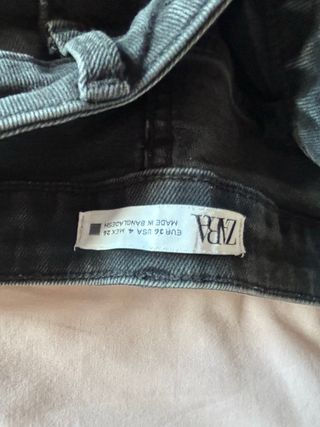 ZARA
EUR 36 USA 4 MEX 26
MADE IN BANGLADESH